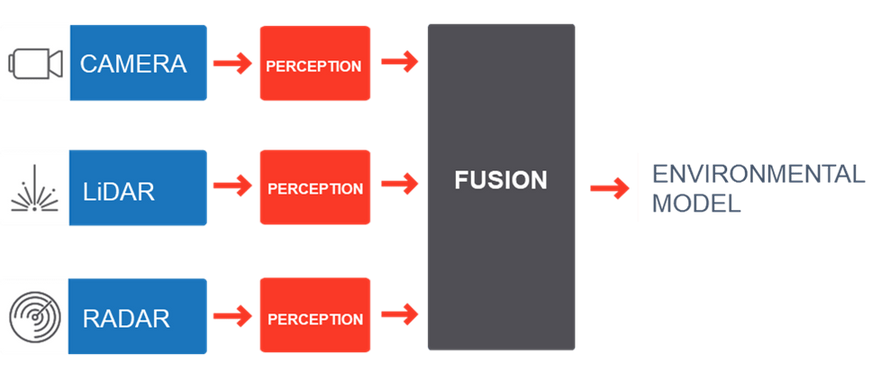 CAMERA
PERCEPTION
LiDAR
PERCEPTION
RADAR
PERCEPTION
FUSION
ENVIRONMENTAL
MODEL